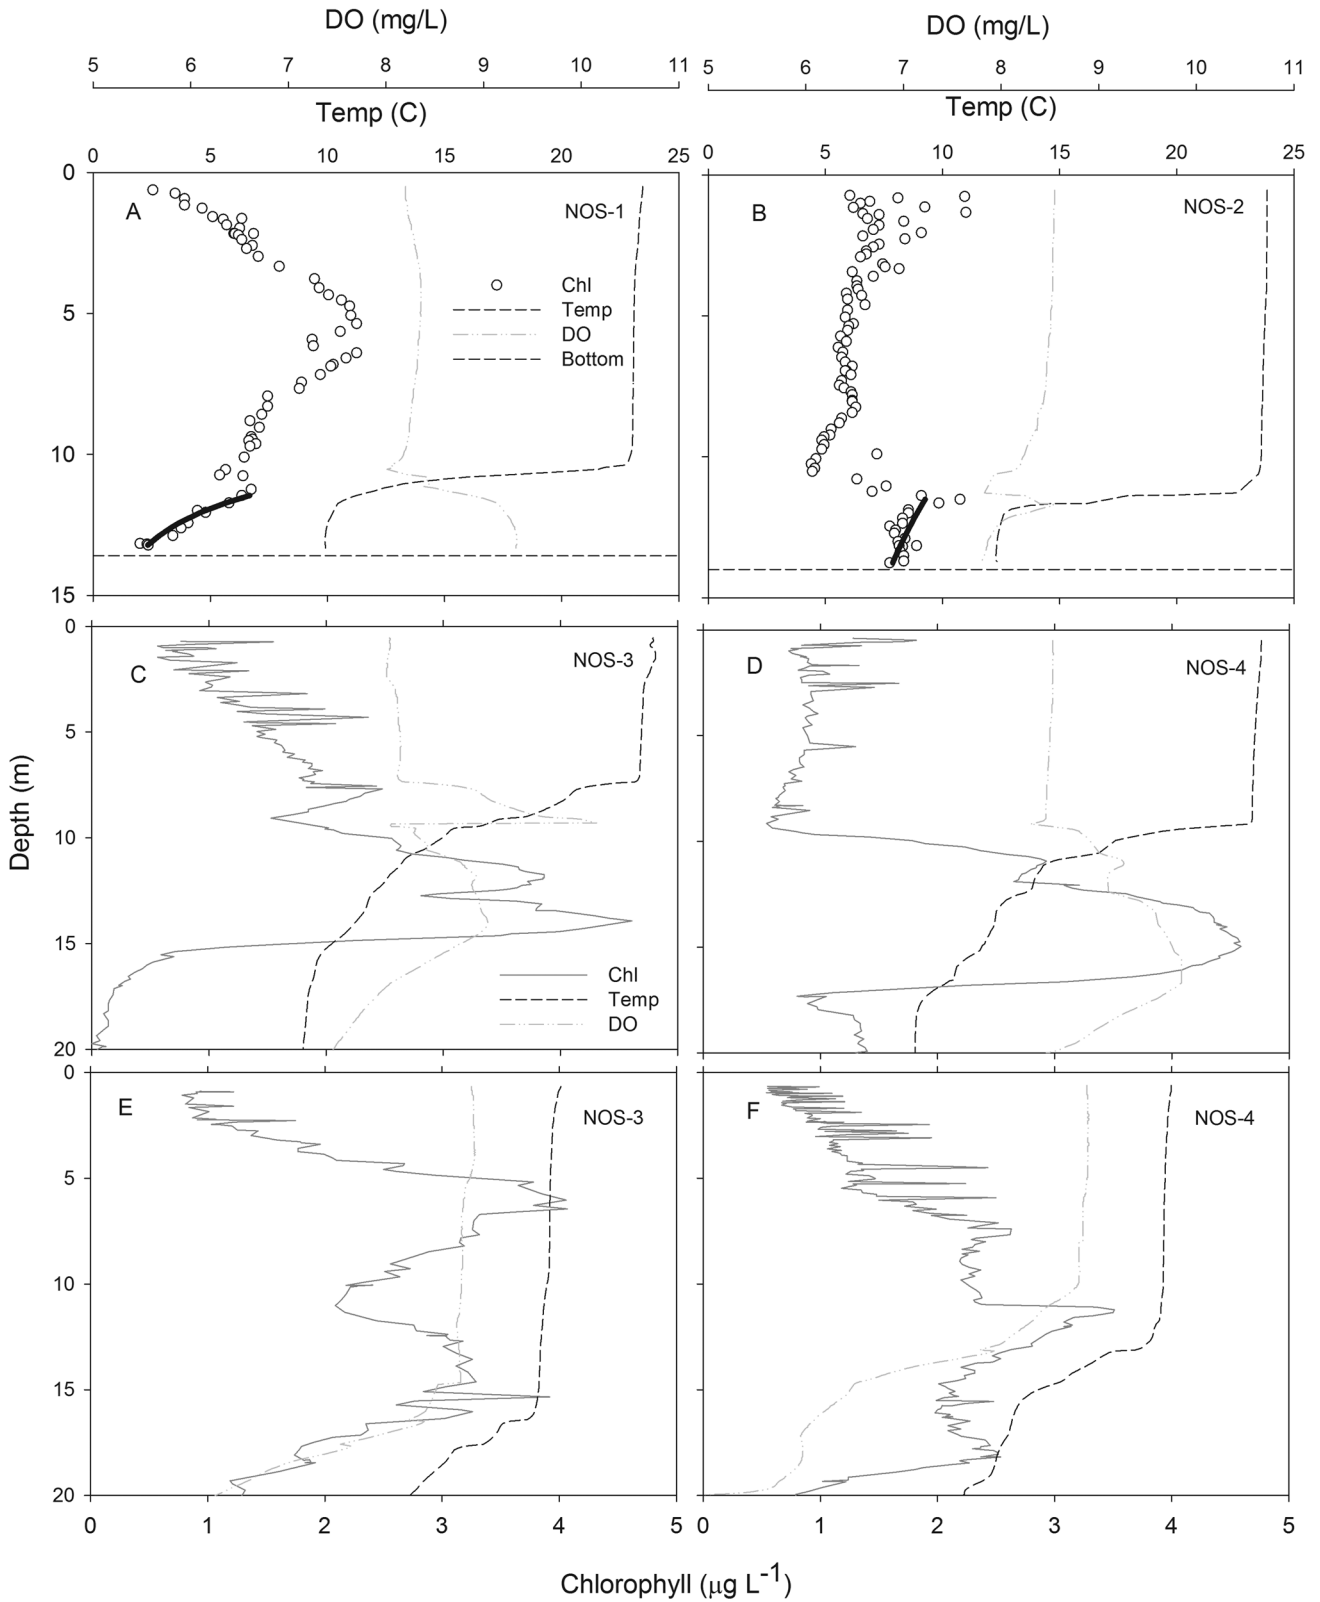 DO (mg/L)
5 6 7 8 9 10 11
Temp (C)
0 5 10 15 20 25
DO (mg/L)
5 6 7 8 9 10 11
Temp (C)
0 5 10 15 20 25
0
5
10
15
A
NOS-1
Chl
Temp
DO
Bottom
B
NOS-2
Depth (m)
0
5
10
15
20
C
NOS-3
Chl
Temp
DO
D
NOS-4
0
5
10
15
20
E
NOS-3
F
NOS-4
0 1 2 3 4 5
0 1 2 3 4 5
Chlorophyll (μg L-1)